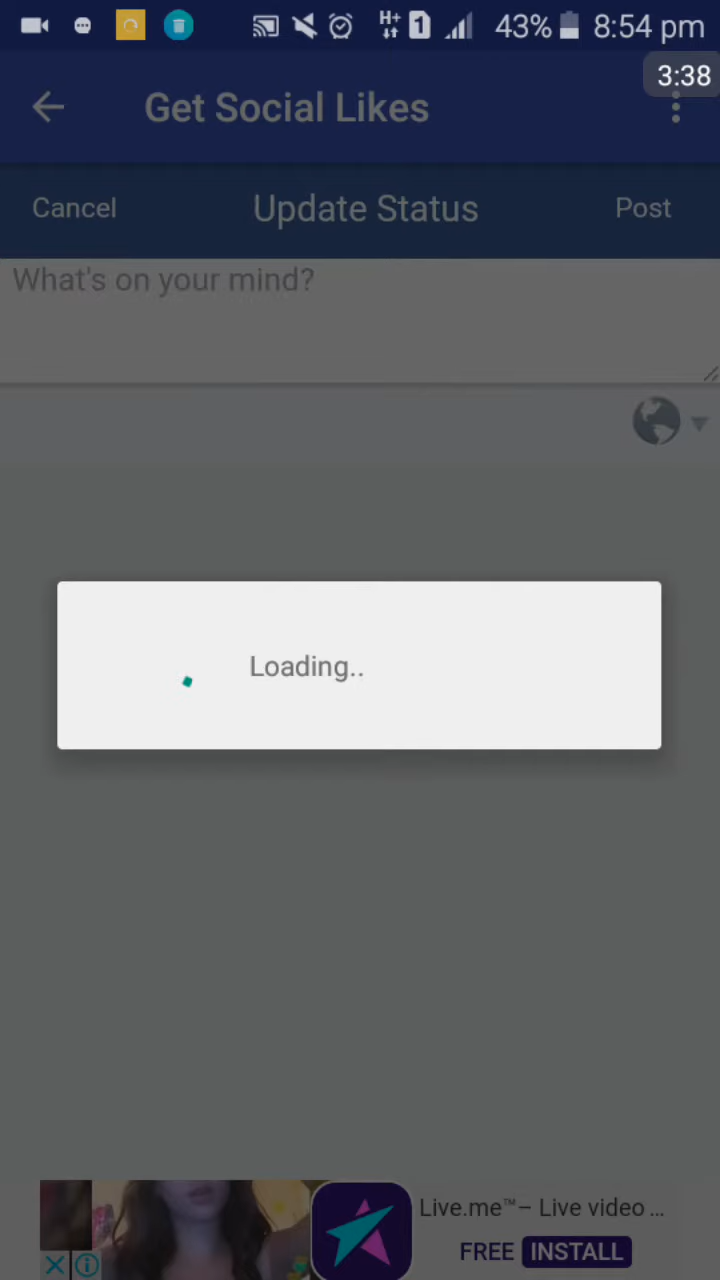 H+ 1 43% 8:54 pm
3:38
Get Social Likes
Cancel Update Status Post
What's on your mind?
Loading..
Live.me™– Live video ...
FREE INSTALL